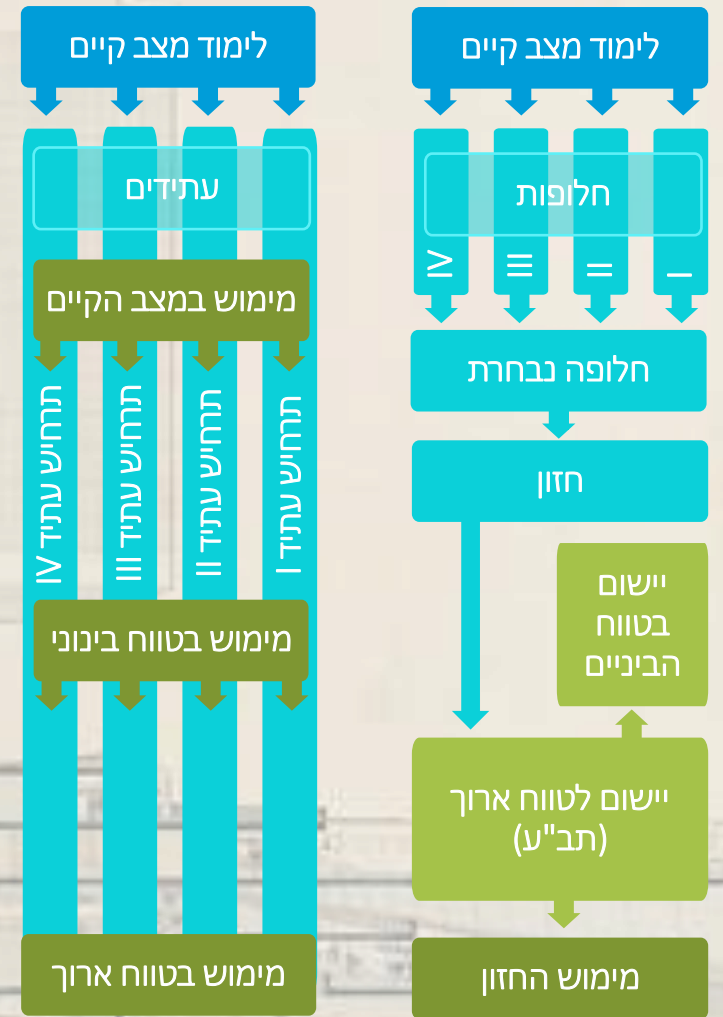 לימוד מצב קיים
חלופות
I
II
III
IV
חלופה נבחרת
חזון
יישום
בטווח
הביניים
יישום לטווח ארוך
(תב"ע)
מימוש החזון
לימוד מצב קיים
עתידים
מימוש במצב הקיים
תרחיש עתיד I
תרחיש עתיד II
תרחיש עתיד III
תרחיש עתיד IV
מימוש בטווח בינוני
מימוש בטווח ארוך